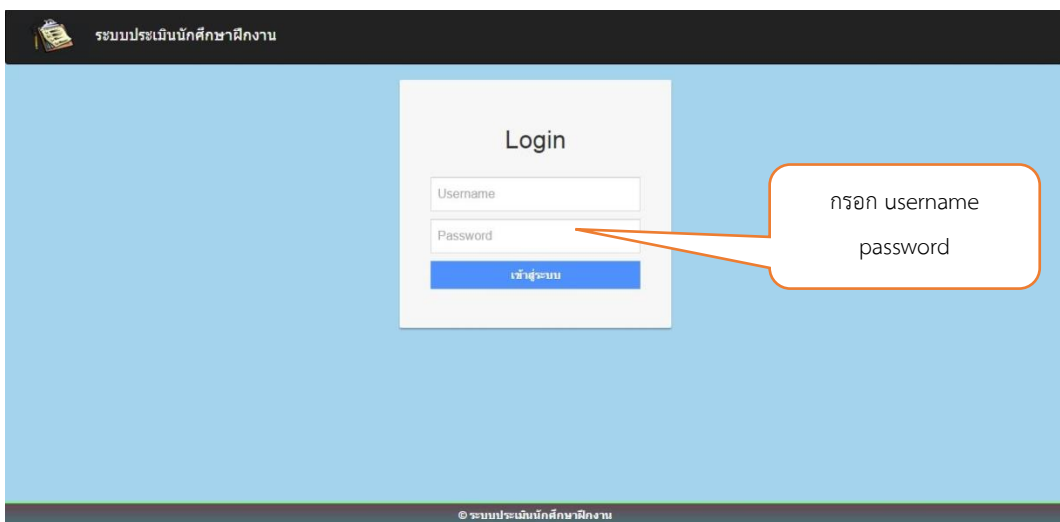 ระบบประเมินนักศึกษาฝึกงาน
Login
Username
Password
เข้าสู่ระบบ
กรอก username
password
© ระบบประเมินนักศึกษาฝึกงาน